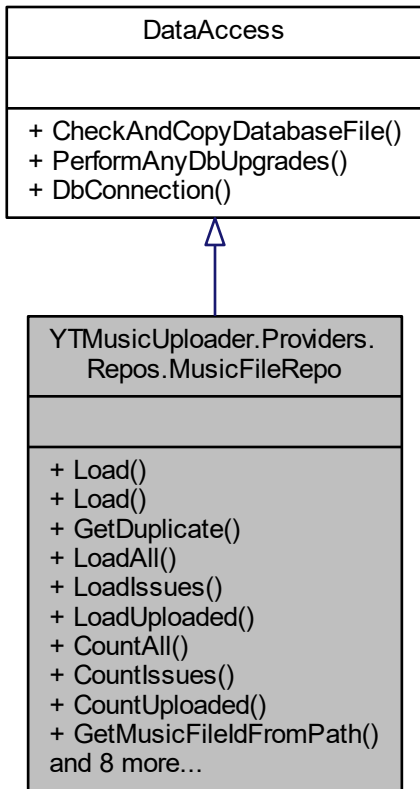 DataAccess
+ CheckAndCopyDatabaseFile()
+ PerformAnyDbUpgrades()
+ DbConnection()
YTMusicUploader.Providers.
Repos.MusicFileRepo
+ Load()
+ Load()
+ GetDuplicate()
+ LoadAll()
+ LoadIssues()
+ LoadUploaded()
+ CountAll()
+ CountIssues()
+ CountUploaded()
+ GetMusicFileIdFromPath()
and 8 more...